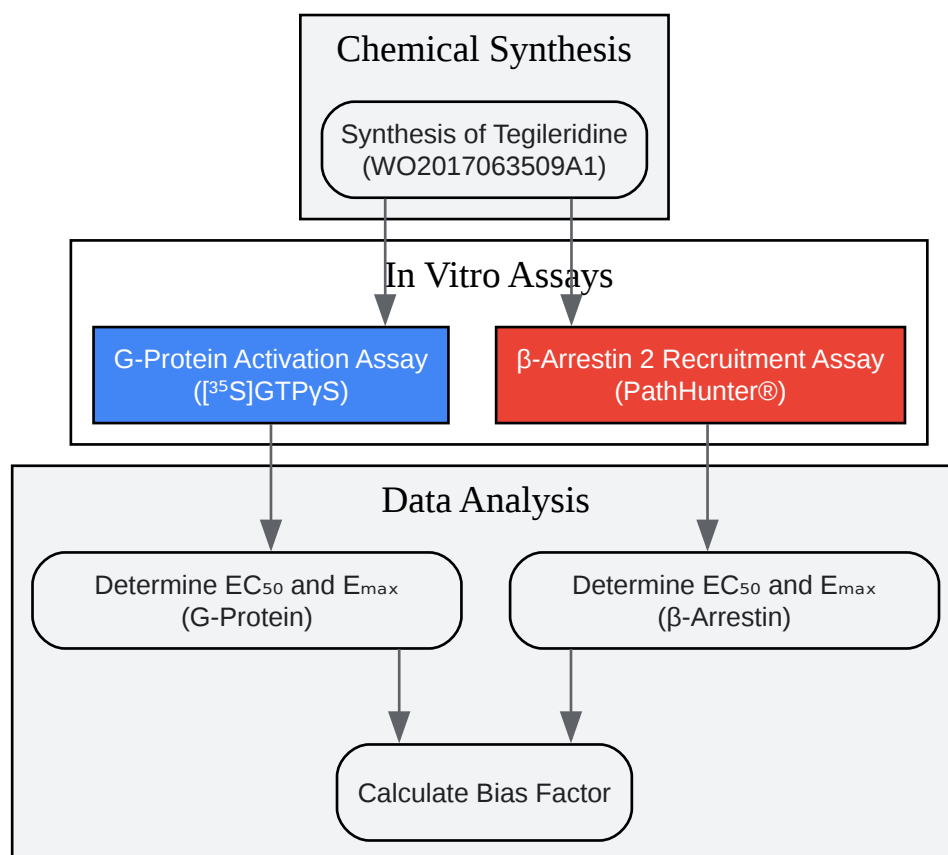 Chemical Synthesis
Synthesis of Tegileridine
(WO2017063509A1)
In Vitro Assays
G-Protein Activation Assay
([³⁵S]GTPγS)
β-Arrestin 2 Recruitment Assay
(PathHunter®)
Data Analysis
Determine EC₅₀ and Eₘₐₓ
(G-Protein)
Determine EC₅₀ and Eₘₐₓ
(β-Arrestin)
Calculate Bias Factor